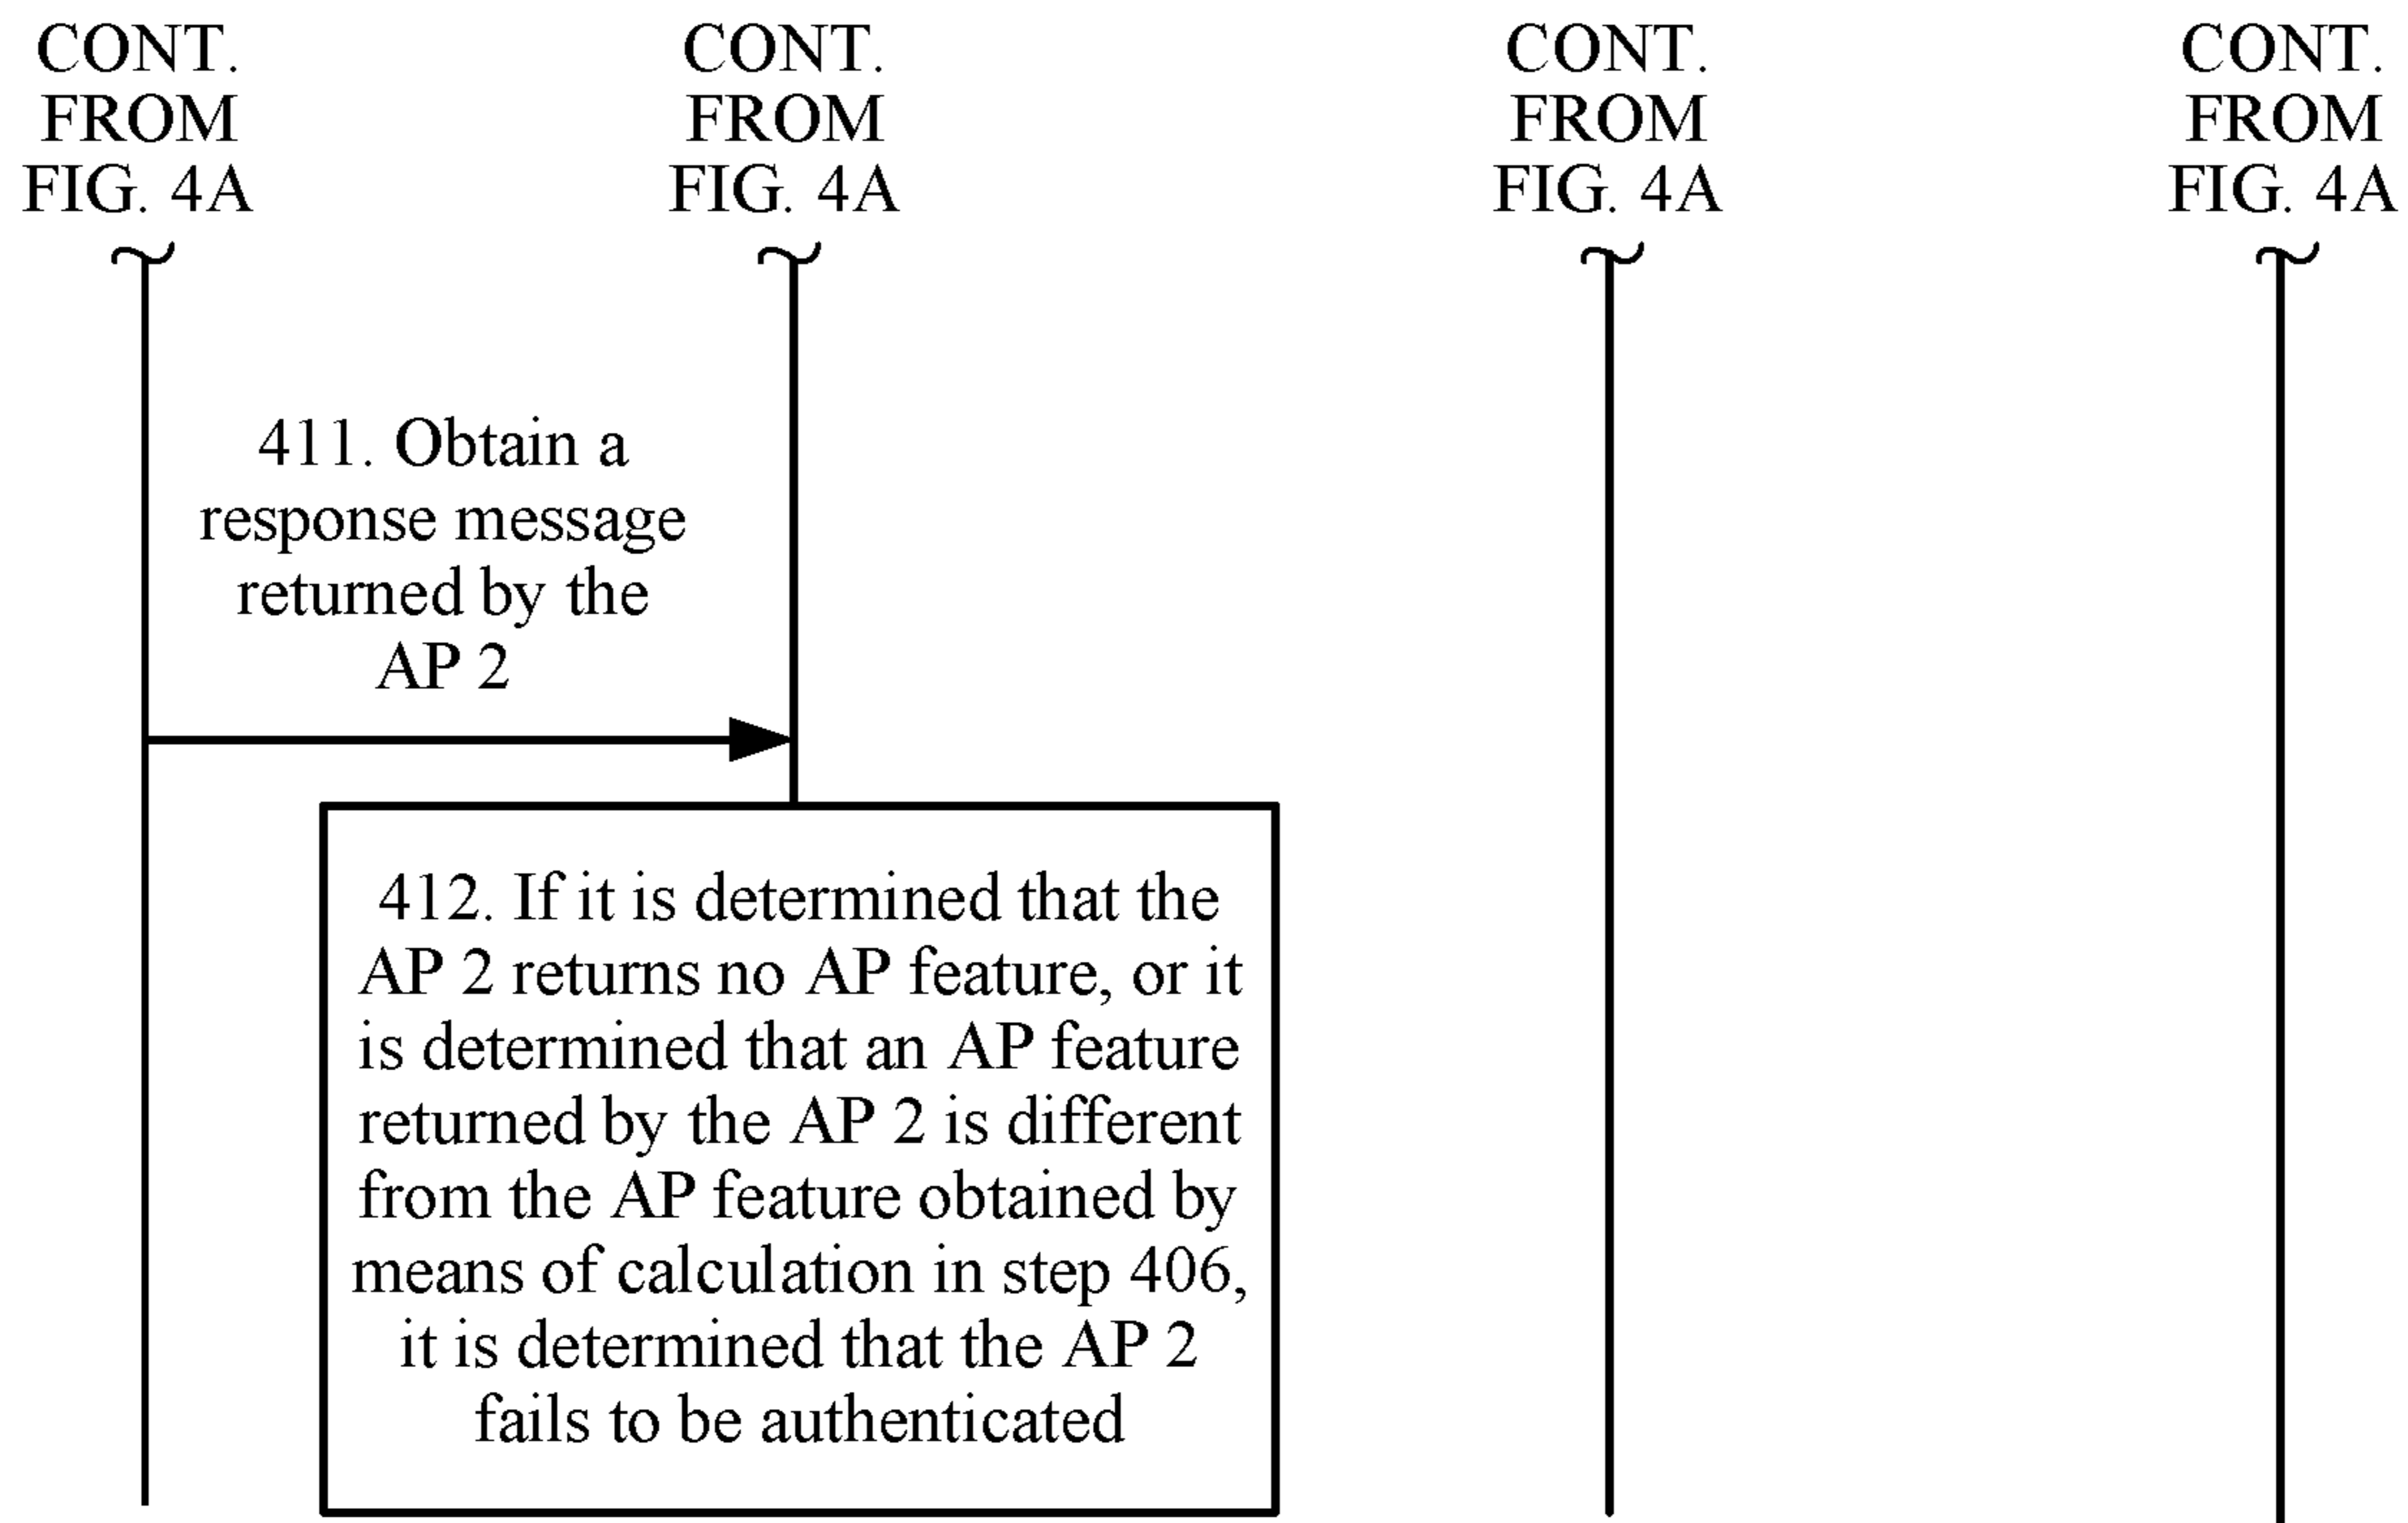 CONT.
FROM
FIG. 4A
CONT.
FROM
FIG. 4A
CONT.
FROM
FIG. 4A
CONT.
FROM
FIG. 4A
411. Obtain a
response message
returned by the
AP 2
412. If it is determined that the
AP 2 returns no AP feature, or it
is determined that an AP feature
returned by the AP 2 is different
from the AP feature obtained by
means of calculation in step 406,
it is determined that the AP 2
fails to be authenticated